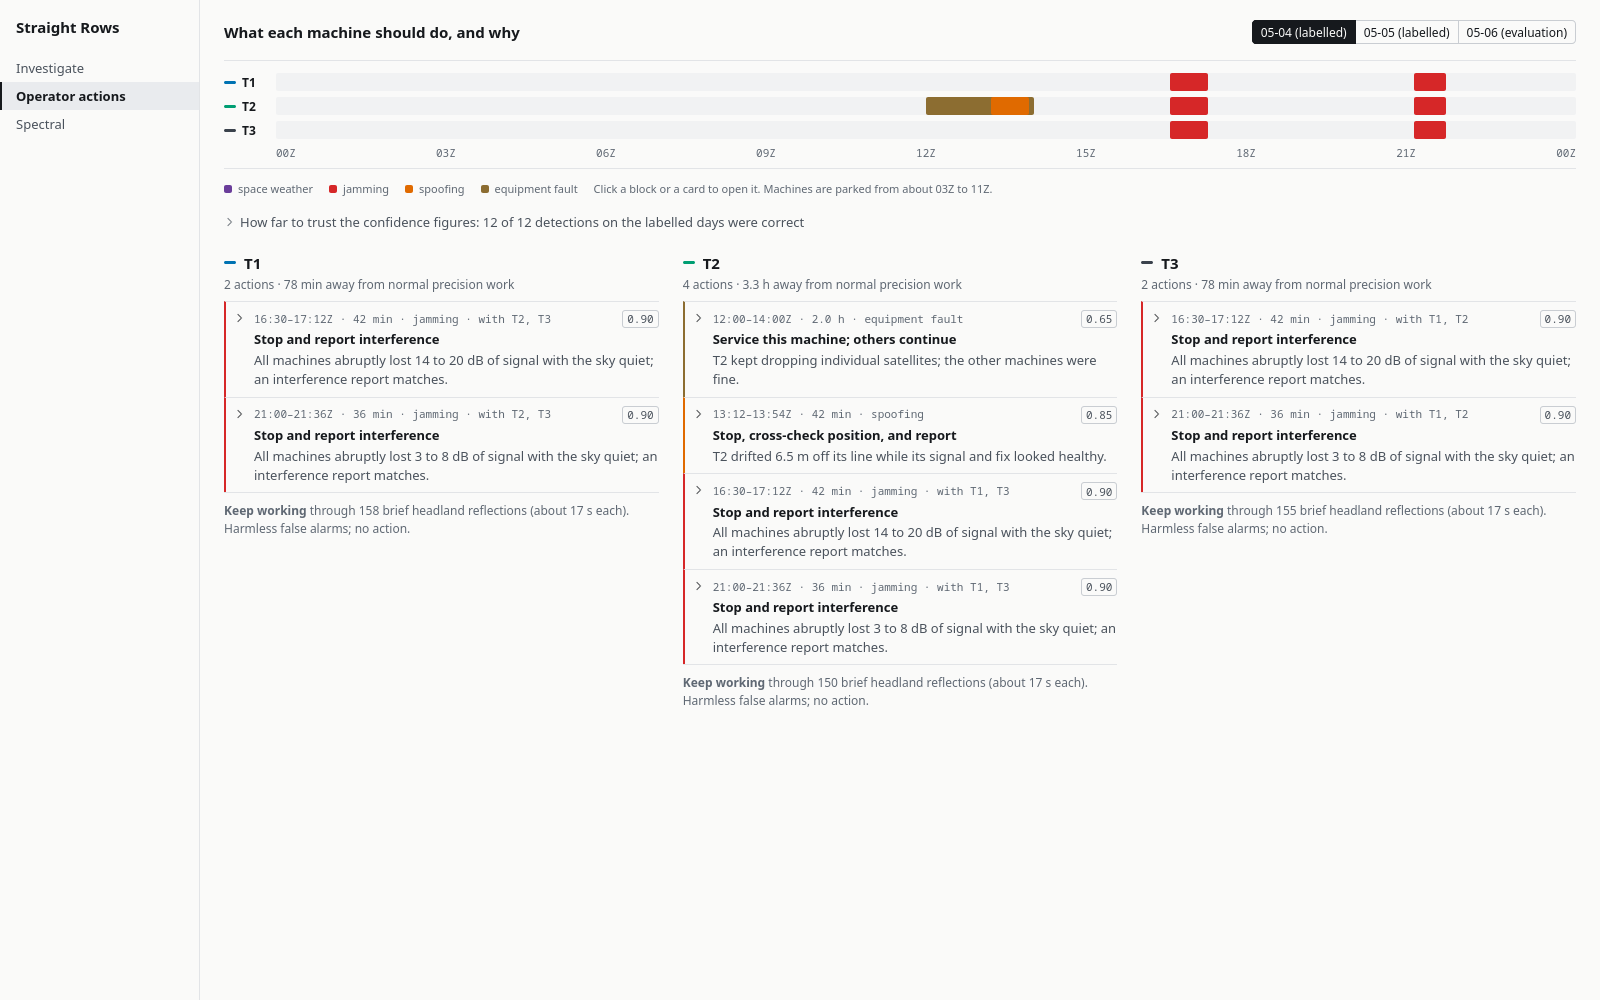 Straight Rows
Investigate
Operator actions
Spectral
What each machine should do, and why
05-04 (labelled)
05-05 (labelled)
05-06 (evaluation)
T1
T2
T3
00Z
03Z
06Z
09Z
12Z
15Z
18Z
21Z
00Z
space weather
jamming
spoofing
equipment fault
Click a block or a card to open it. Machines are parked from about 03Z to 11Z.
How far to trust the confidence figures: 12 of 12 detections on the labelled days were correct
T1
2 actions · 78 min away from normal precision work
16:30–17:12Z · 42 min · jamming · with T2, T3
0.90
Stop and report interference
All machines abruptly lost 14 to 20 dB of signal with the sky quiet;
an interference report matches.
21:00–21:36Z · 36 min · jamming · with T2, T3
0.90
Stop and report interference
All machines abruptly lost 3 to 8 dB of signal with the sky quiet; an
interference report matches.
Keep working through 158 brief headland reflections (about 17 s each).
Harmless false alarms; no action.
T2
4 actions · 3.3 h away from normal precision work
12:00–14:00Z · 2.0 h · equipment fault
0.65
Service this machine; others continue
T2 kept dropping individual satellites; the other machines were
fine.
13:12–13:54Z · 42 min · spoofing
0.85
Stop, cross-check position, and report
T2 drifted 6.5 m off its line while its signal and fix looked healthy.
16:30–17:12Z · 42 min · jamming · with T1, T3
0.90
Stop and report interference
All machines abruptly lost 14 to 20 dB of signal with the sky quiet;
an interference report matches.
21:00–21:36Z · 36 min · jamming · with T1, T3
0.90
Stop and report interference
All machines abruptly lost 3 to 8 dB of signal with the sky quiet; an
interference report matches.
Keep working through 150 brief headland reflections (about 17 s each).
Harmless false alarms; no action.
T3
2 actions · 78 min away from normal precision work
16:30–17:12Z · 42 min · jamming · with T1, T2
0.90
Stop and report interference
All machines abruptly lost 14 to 20 dB of signal with the sky quiet;
an interference report matches.
21:00–21:36Z · 36 min · jamming · with T1, T2
0.90
Stop and report interference
All machines abruptly lost 3 to 8 dB of signal with the sky quiet; an
interference report matches.
Keep working through 155 brief headland reflections (about 17 s each).
Harmless false alarms; no action.